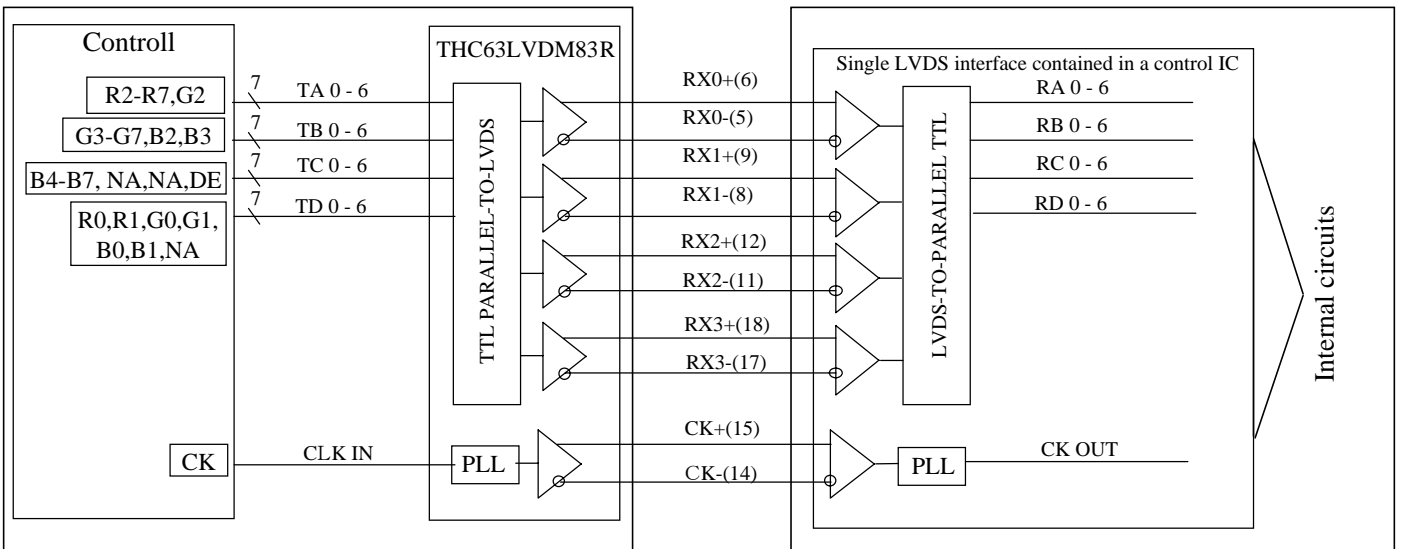 Controll
R2-R7,G2
G3-G7,B2,B3
B4-B7, NA,NA,DE
R0,R1,G0,G1,
B0,B1,NA
CK
7
TA 0 - 6
7
TB 0 - 6
7
TC 0 - 6
7
TD 0 - 6
CLK IN
THC63LVDM83R
TTL PARALLEL-TO-LVDS
PLL
RX0+(6)
RX0-(5)
RX1+(9)
RX1-(8)
RX2+(12)
RX2-(11)
RX3+(18)
RX3-(17)
CK+(15)
CK-(14)
Single LVDS interface contained in a control IC
LVDS-TO-PARALLEL TTL
PLL
RA 0 - 6
RB 0 - 6
RC 0 - 6
RD 0 - 6
CK OUT
Internal circuits